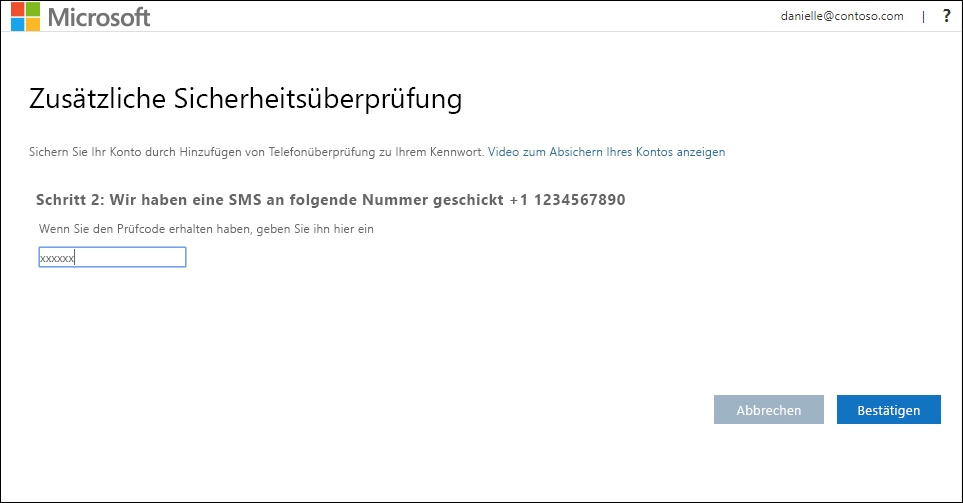 Microsoft
danielle@contoso.com | ?
Zusätzliche Sicherheitsüberprüfung
Sichern Sie Ihr Konto durch Hinzufügen von Telefonüberprüfung zu Ihrem Kennwort. Video zum Absichern Ihres Kontos anzeigen
Schritt 2: Wir haben eine SMS an folgende Nummer geschickt +1 1234567890
Wenn Sie den Prüfcode erhalten haben, geben Sie ihn hier ein
xxxxxx
Abbrechen
Bestätigen